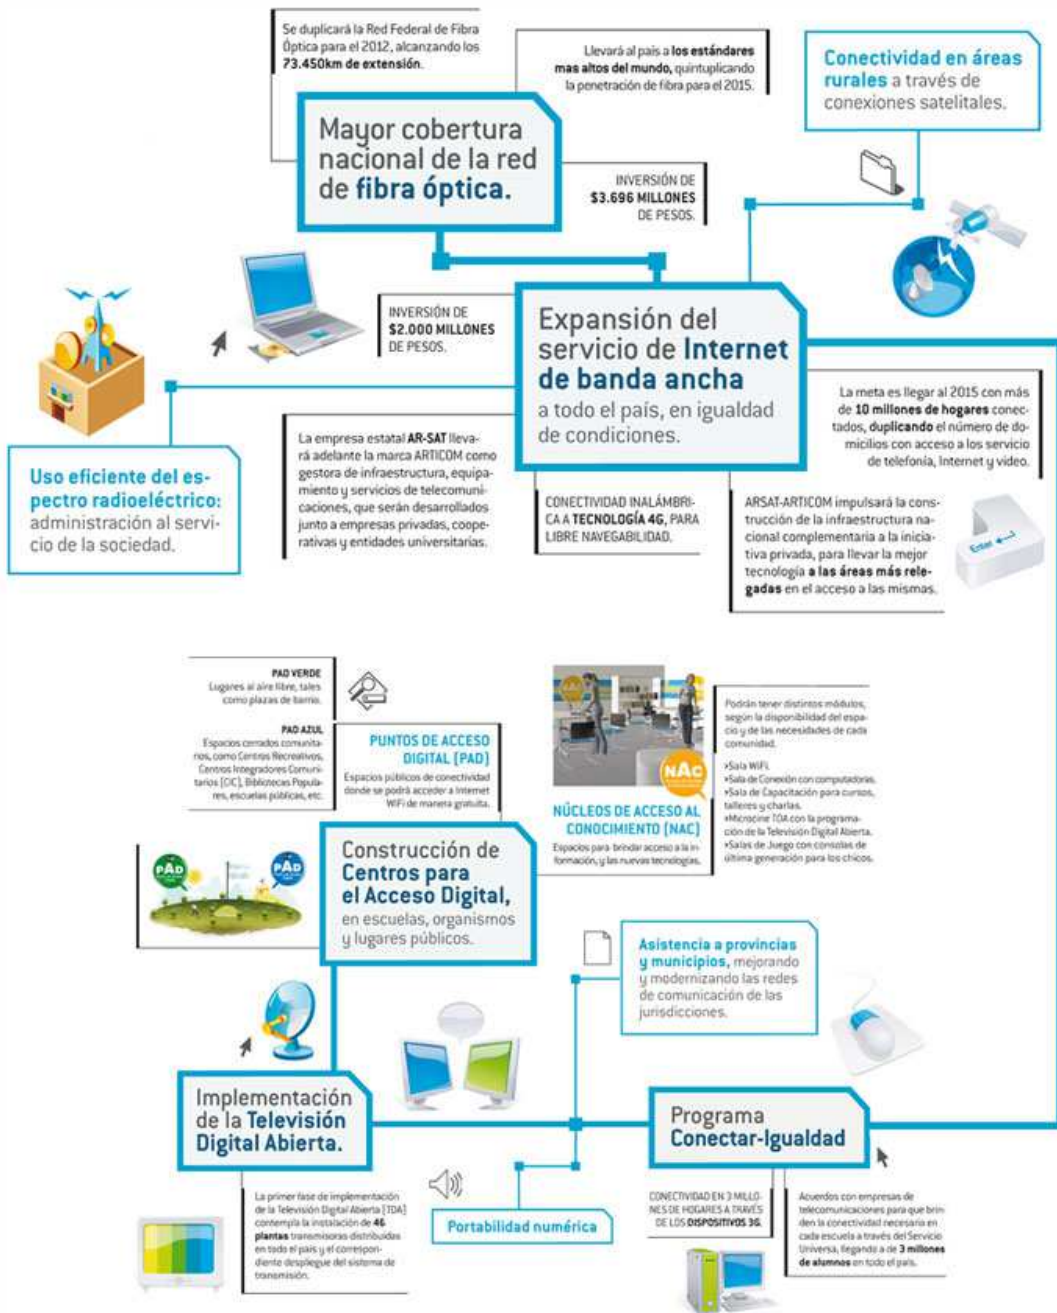 Se duplicará la Red Federal de Fibra
Óptica para el 2012, alcanzando los
73.450km de extensión.
Llevará al país a los estándares
mas altos del mundo, quintuplicando
la penetración de fibra para el 2015.
Conectividad en áreas
rurales a través de
conexiones satelitales.
Mayor cobertura
nacional de la red
de fibra óptica.
INVERSIÓN DE
$3.696 MILLONES
DE PESOS.
INVERSIÓN DE
$2.000 MILLONES
DE PESOS.
Expansión del
servicio de Internet
de banda ancha
a todo el país, en igualdad
de condiciones.
La meta es llegar al 2015 con más
de 10 millones de hogares conec-
tados, duplicando el número de do-
micilios con acceso a los servicio
de telefonía, Internet y video.
Uso eficiente del es-
pectro radioeléctrico:
administración al servi-
cio de la sociedad.
La empresa estatal AR-SAT lleva-
rá adelante la marca ARTICOM como
gestora de infraestructura, equipa-
miento y servicios de telecomuni-
caciones, que serán desarrollados
junto a empresas privadas, coope-
rativas y entidades universitarias.
CONECTIVIDAD INALÁMBRI-
CA A TECNOLOGÍA 4G, PARA
LIBRE NAVEGABILIDAD.
ARSAT-ARTICOM impulsará la cons-
trucción de la infraestructura na-
cional complementaria a la inicia-
tiva privada, para llevar la mejor
tecnología a las áreas más rele-
gadas en el acceso a las mismas.
Enter
PAD VERDE
Lugares al aire libre, tales
como plazas de barrio.
PAD AZUL
Espacios cerrados comunita-
rios, como Centros Recreativos,
Centros Integradores Comuni-
tarios (CIC), Bibliotecas Popula-
res, escuelas públicas, etc.
PUNTOS DE ACCESO
DIGITAL (PAD)
Espacios públicos de conectividad
donde se podrá acceder a Internet
WiFi de manera gratuita.
NAC
NAC
NÚCLEOS DE ACCESO AL
CONOCIMIENTO (NAC)
Espacios para brindar acceso a la in-
formación, y las nuevas tecnologías.
Podrán tener distintos módulos,
según la disponibilidad del espa-
cio y de las necesidades de cada
comunidad.
»Sala WiFi.
»Sala de Conexión con computadoras.
»Sala de Capacitación para cursos,
talleres y charlas.
»Microcine TDA con la programa-
ción de la Televisión Digital Abierta.
»Salas de Juego con consolas de
última generación para los chicos.
PAD
PAD
Construcción de
Centros para
el Acceso Digital,
en escuelas, organismos
y lugares públicos.
Asistencia a provincias
y municipios, mejorando
y modernizando las redes
de comunicación de las
jurisdicciones.
Implementación
de la Televisión
Digital Abierta.
Programa
Conectar-Igualdad
La primer fase de implementación
de la Televisión Digital Abierta (TDA)
contempla la instalación de 46
plantas transmisoras distribuidas
en todo el país y el correspon-
diente despliegue del sistema de
transmisión.
Portabilidad numérica
CONECTIVIDAD EN 3 MILLO-
NES DE HOGARES A TRAVÉS
DE LOS DISPOSITIVOS 3G.
Acuerdos con empresas de
telecomunicaciones para que brin
den la conectividad necesaria en
cada escuela a través del Servicio
Universa, llegando a de 3 millones
de alumnos en todo el país.